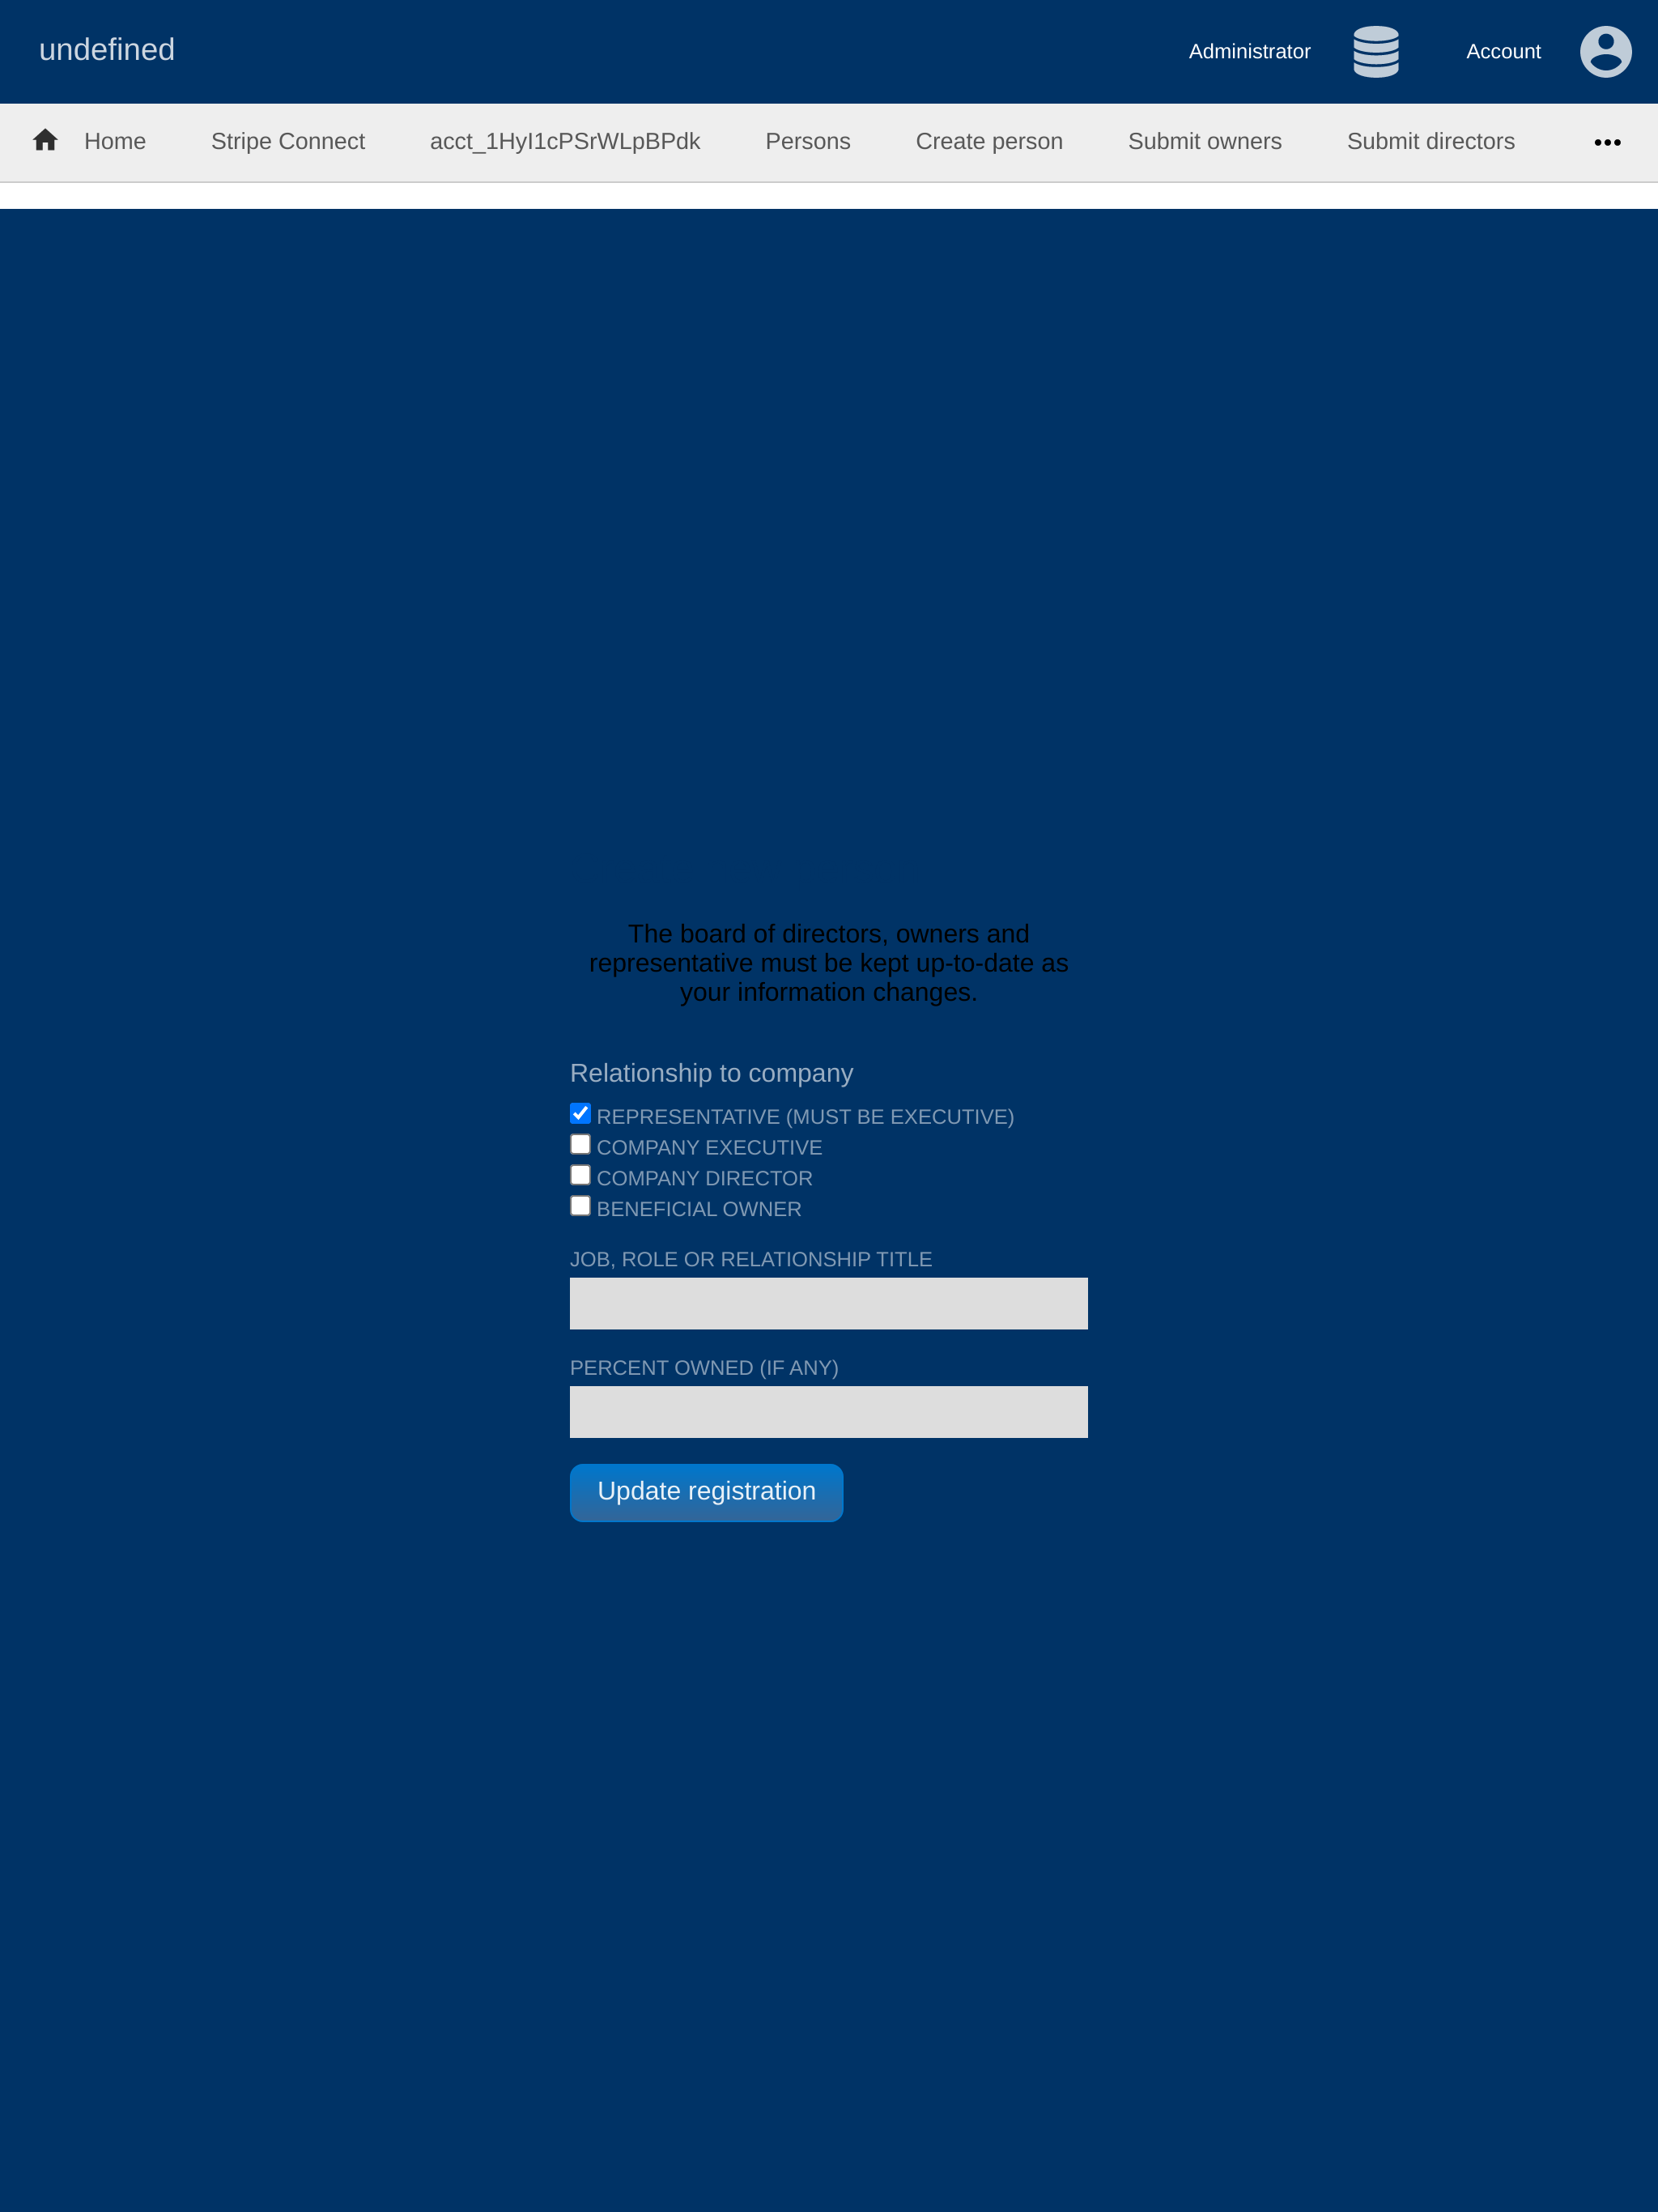 undefined
Administrator
Account
Home
Stripe Connect
acct_1HyI1cPSrWLpBPdk
Persons
Create person
Submit owners
Submit directors
The board of directors, owners and
representative must be kept up-to-date as
your information changes.
Relationship to company
REPRESENTATIVE (MUST BE EXECUTIVE)
COMPANY EXECUTIVE
COMPANY DIRECTOR
BENEFICIAL OWNER
JOB, ROLE OR RELATIONSHIP TITLE
PERCENT OWNED (IF ANY)
Update registration